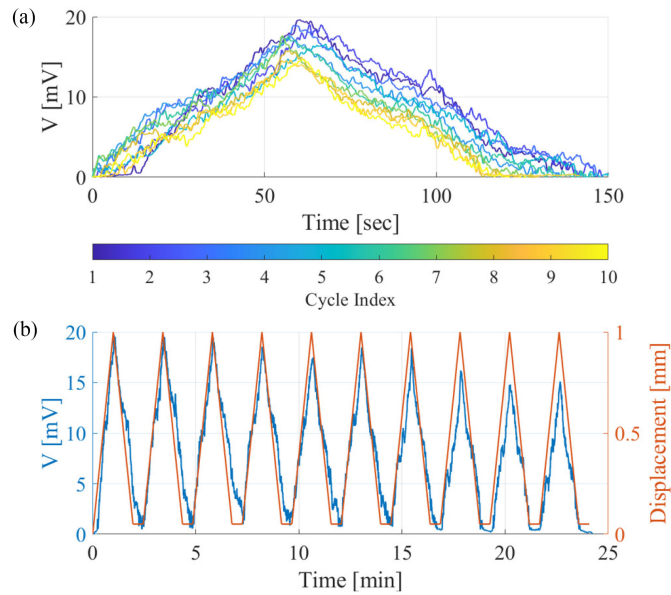 (a)
20
10
0
V [mV]
0 50 100 150
Time [sec]
1 2 3 4 5 6 7 8 9 10
Cycle Index
(b)
20
15
10
5
0
V [mV]
1
0.5
0
Displacement [mm]
0 5 10 15 20 25
Time [min]